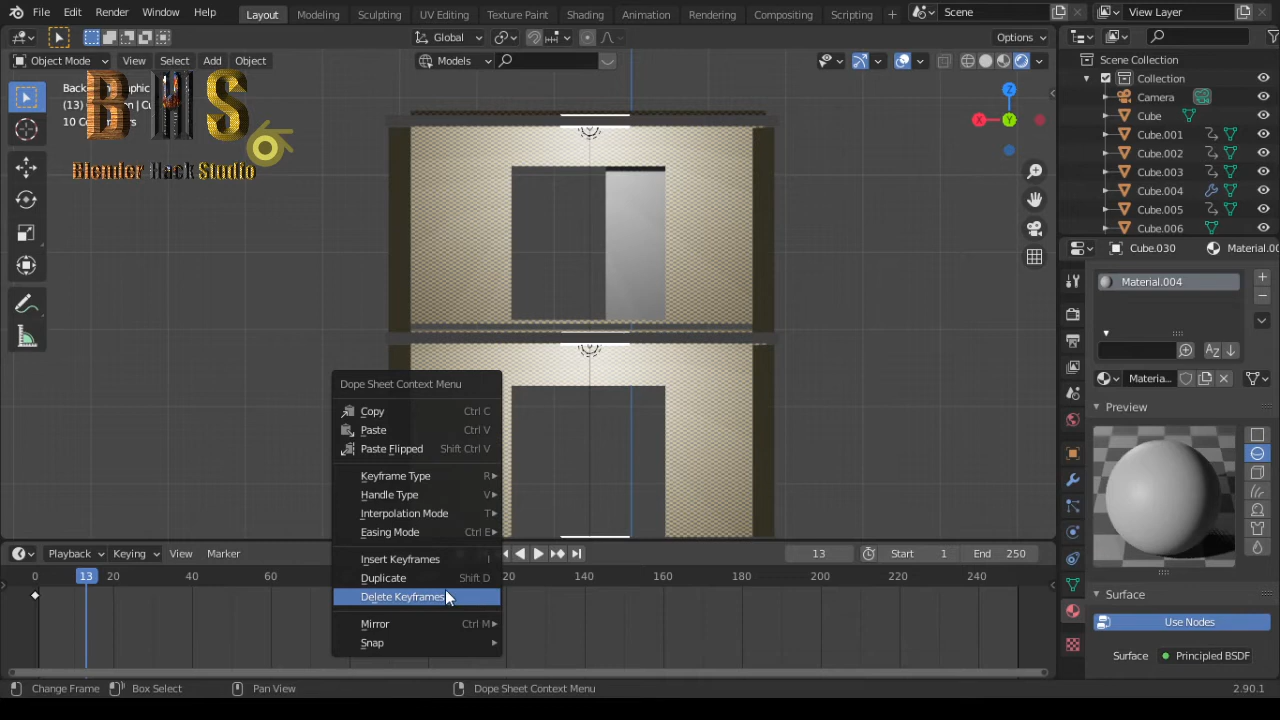 File Edit Render Window Help Layout Modeling Sculpting UV Editing Texture Paint Shading Animation Rendering Compositing Scripting Scene View Layer
Global Options
Object Mode View Select Add Object Models
Scene Collection
Collection
Camera
Cube
Cube.001
Cube.002
Cube.003
Cube.004
Cube.005
Cube.006
BHS
Blender Hack Studio
X Y Z
Cube.030
Material.004
Materia...
Preview
Surface
Use Nodes
Surface Principled BSDF
Dope Sheet Context Menu
Copy Ctrl C
Paste Ctrl V
Paste Flipped Shift Ctrl V
Keyframe Type R
Handle Type V
Interpolation Mode T
Easing Mode Ctrl E
Insert Keyframes I
Duplicate Shift D
Delete Keyframes
Mirror Ctrl M
Snap
Playback Keying View Marker 13 Start 1 End 250
0 13 20 40 60 140 160 180 200 220 240
Change Frame Box Select Pan View Dope Sheet Context Menu 2.90.1